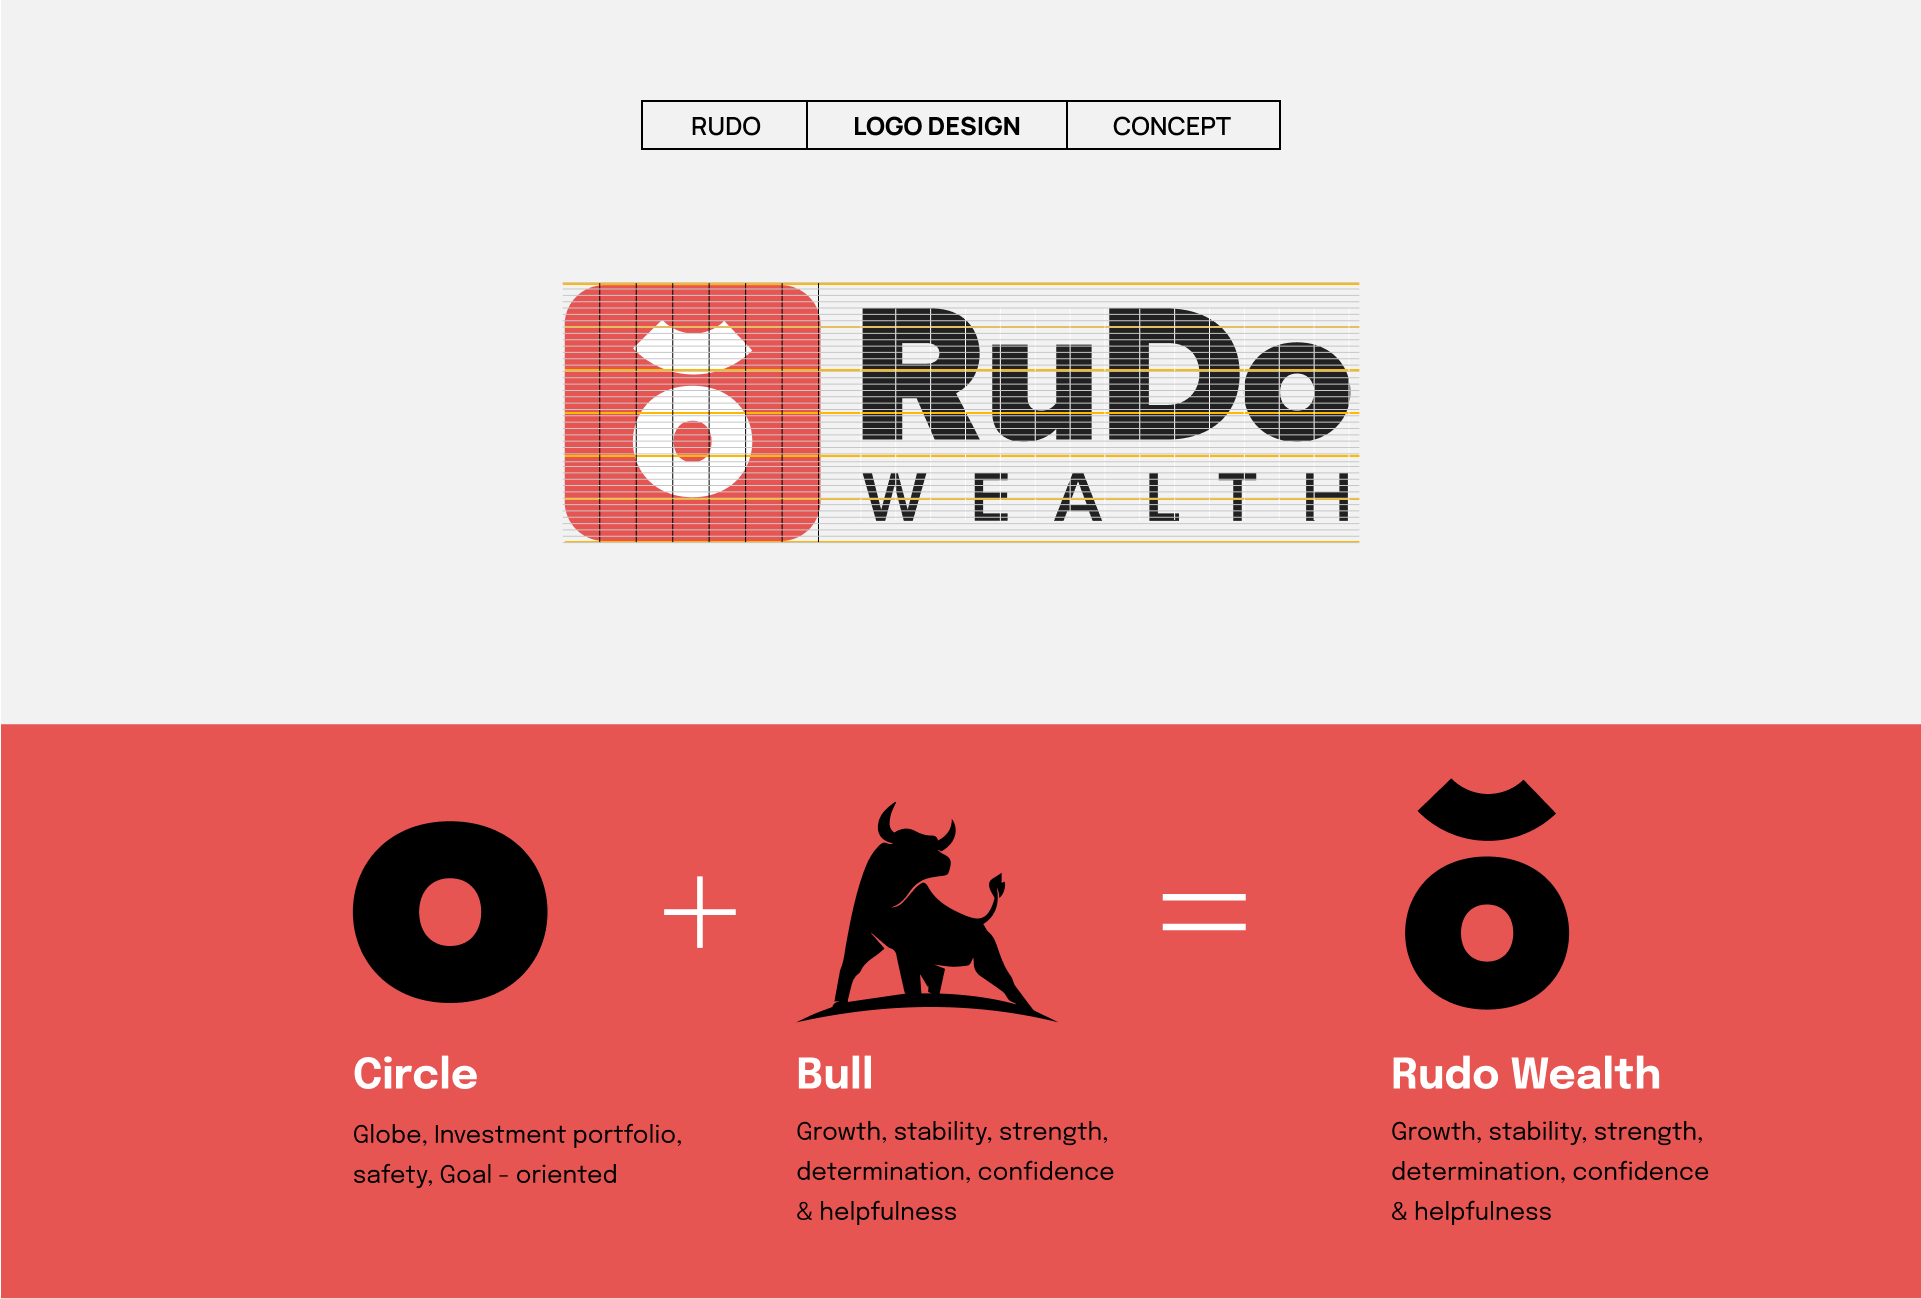 RUDO
LOGO DESIGN
CONCEPT
RuDo
WEALTH
Circle
Globe, Investment portfolio,
safety, Goal - oriented
Bull
Growth, stability, strength,
determination, confidence
& helpfulness
Rudo Wealth
Growth, stability, strength,
determination, confidence
& helpfulness